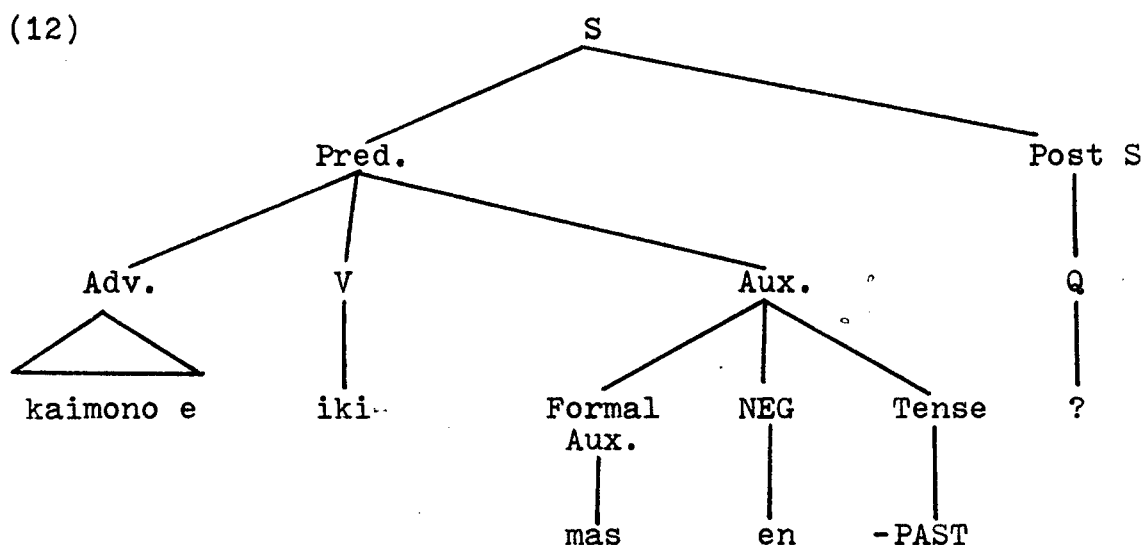 (12) S
Pred. Post S
Adv. V Aux. Q
kaimono e iki Formal NEG Tense ?
Aux.
mas en -PAST